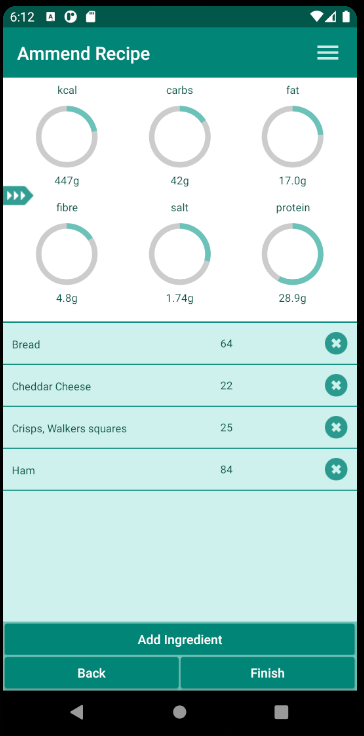 6:12 A
Ammend Recipe
kcal carbs fat
447g 42g 17.0g
fibre salt protein
4.8g 1.74g 28.9g
Bread 64
Cheddar Cheese 22
Crisps, Walkers squares 25
Ham 84
Add Ingredient
Back Finish